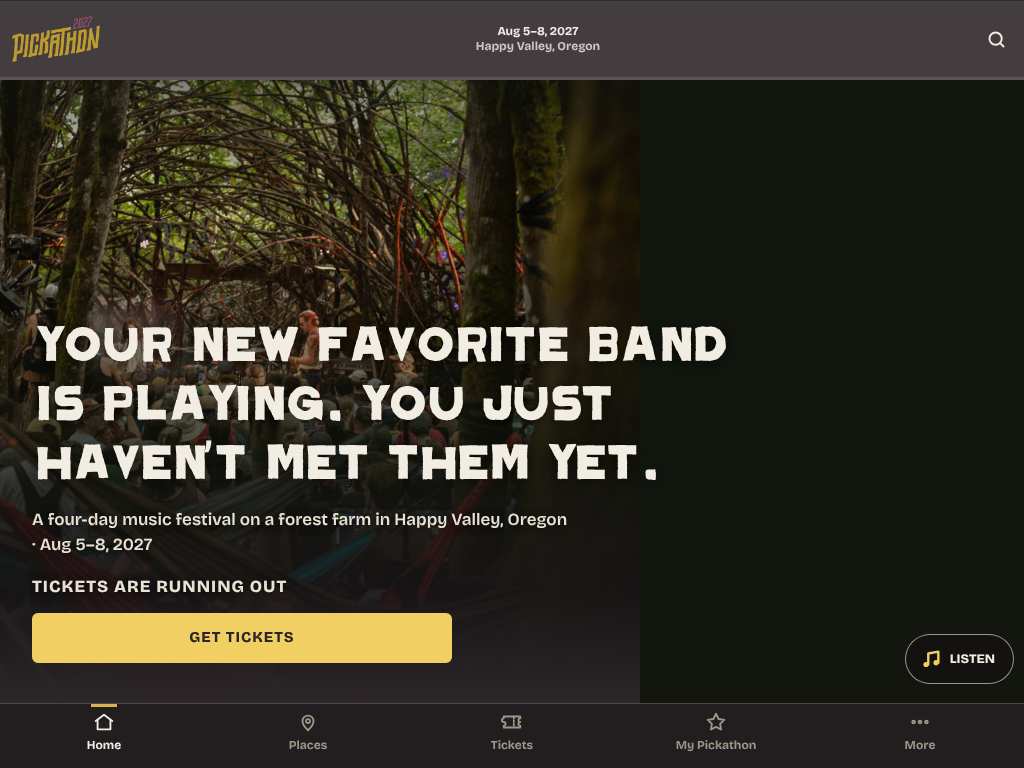 2027
PICKATHON
Aug 5–8, 2027
Happy Valley, Oregon
YOUR NEW FAVORITE BAND
IS PLAYING. YOU JUST
HAVEN'T MET THEM YET.
A four-day music festival on a forest farm in Happy Valley, Oregon
· Aug 5–8, 2027
TICKETS ARE RUNNING OUT
GET TICKETS
LISTEN
Home
Places
Tickets
My Pickathon
More